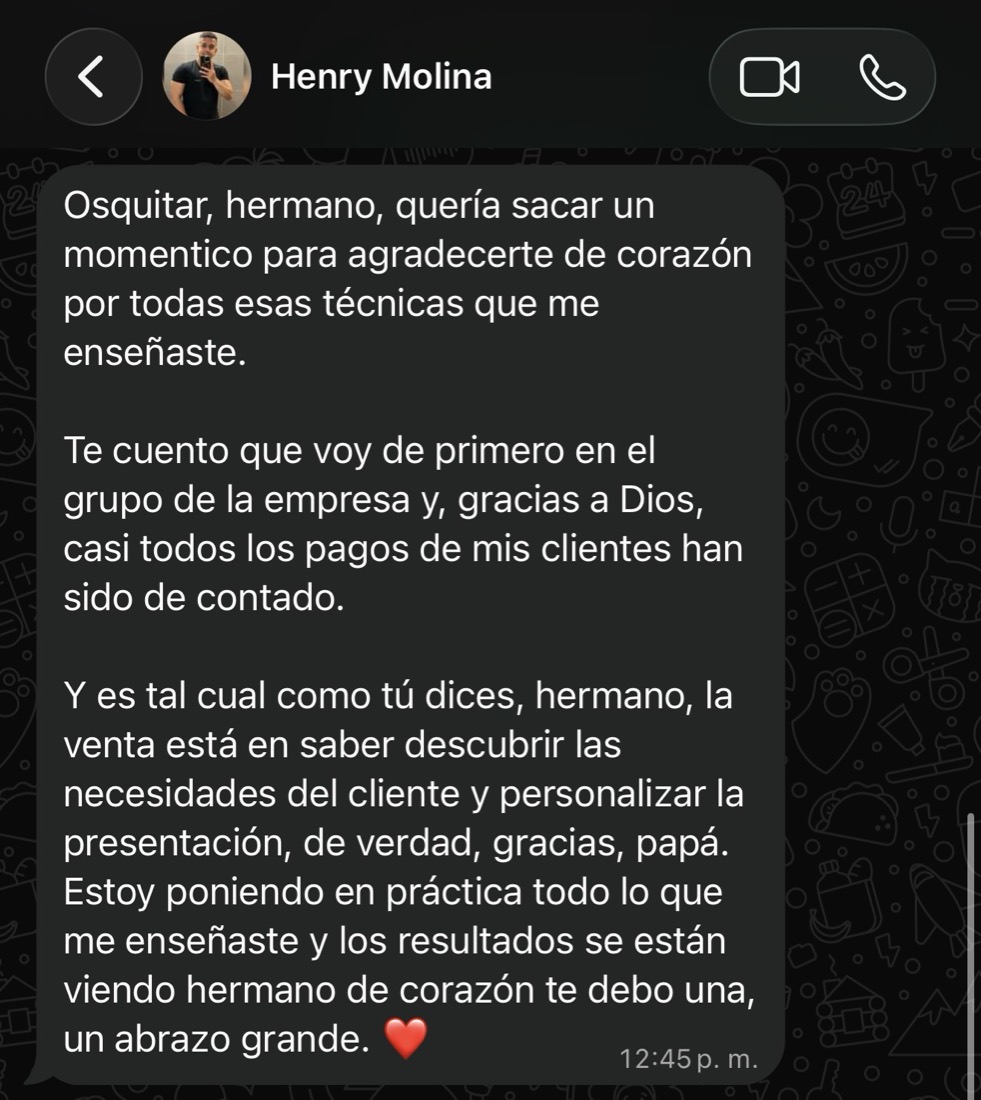 Henry Molina
Osquitar, hermano, quería sacar un
momentico para agradecerte de corazón
por todas esas técnicas que me
enseñaste.
Te cuento que voy de primero en el
grupo de la empresa y, gracias a Dios,
casi todos los pagos de mis clientes han
sido de contado.
Y es tal cual como tú dices, hermano, la
venta está en saber descubrir las
necesidades del cliente y personalizar la
presentación, de verdad, gracias, papá.
Estoy poniendo en práctica todo lo que
me enseñaste y los resultados se están
viendo hermano de corazón te debo una,
un abrazo grande. ❤️
12:45 p. m.